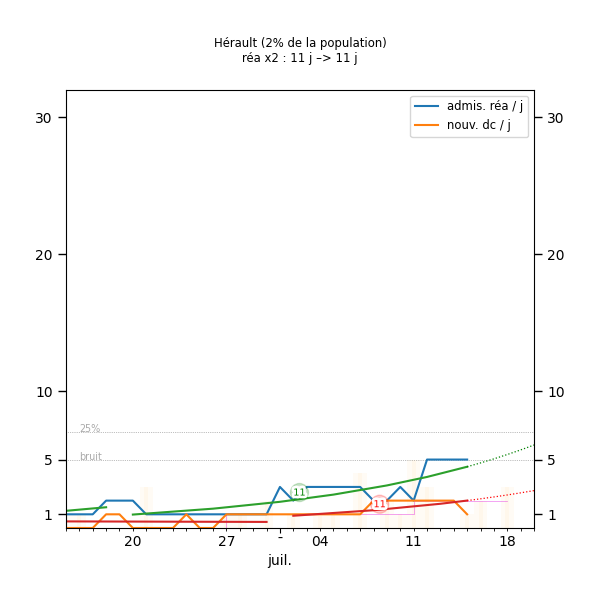 Hérault (2% de la population)
réa x2 : 11 j –> 11 j
admis. réa / j
nouv. dc / j
30 30
20 20
10 10
25%
bruit
5 5
11
11
1 1
20 27 - 04 11 18
juil.